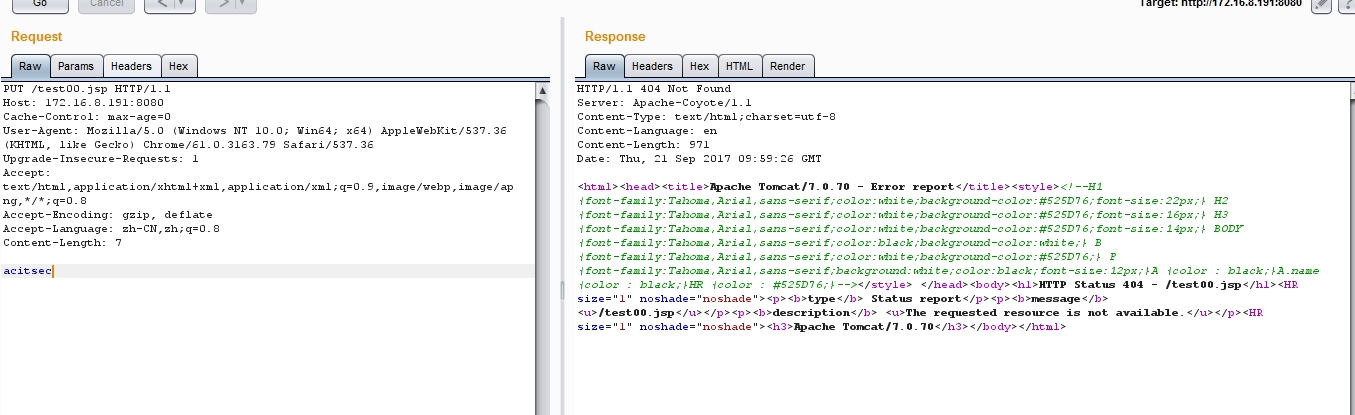 Go
Cancel
<
>
Target: http://172.16.8.191:8080
?
Request
Raw
Params
Headers
Hex
PUT /test00.jsp HTTP/1.1
Host: 172.16.8.191:8080
Cache-Control: max-age=0
User-Agent: Mozilla/5.0 (Windows NT 10.0; Win64; x64) AppleWebKit/537.36
(KHTML, like Gecko) Chrome/61.0.3163.79 Safari/537.36
Upgrade-Insecure-Requests: 1
Accept:
text/html,application/xhtml+xml,application/xml;q=0.9,image/webp,image/ap
ng,*/*;q=0.8
Accept-Encoding: gzip, deflate
Accept-Language: zh-CN,zh;q=0.8
Content-Length: 7
acitsec
Response
Raw
Headers
Hex
HTML
Render
HTTP/1.1 404 Not Found
Server: Apache-Coyote/1.1
Content-Type: text/html;charset=utf-8
Content-Language: en
Content-Length: 971
Date: Thu, 21 Sep 2017 09:59:26 GMT
<html><head><title>Apache Tomcat/7.0.70 - Error report</title><style><!--H1
{font-family:Tahoma,Arial,sans-serif;color:white;background-color:#525D76;font-size:22px;} H2
{font-family:Tahoma,Arial,sans-serif;color:white;background-color:#525D76;font-size:16px;} H3
{font-family:Tahoma,Arial,sans-serif;color:white;background-color:#525D76;font-size:14px;} BODY
{font-family:Tahoma,Arial,sans-serif;color:black;background-color:white;} B
{font-family:Tahoma,Arial,sans-serif;color:white;background-color:#525D76;} P
{font-family:Tahoma,Arial,sans-serif;background:white;color:black;font-size:12px;}A {color : black;}A.name
{color : black;}HR {color : #525D76;}--></style> </head><body><h1>HTTP Status 404 - /test00.jsp</h1><HR
size="1" noshade="noshade"><p><b>type</b> Status report</p><p><b>message</b>
<u>/test00.jsp</u></p><p><b>description</b> <u>The requested resource is not available.</u></p><HR
size="1" noshade="noshade"><h3>Apache Tomcat/7.0.70</h3></body></html>